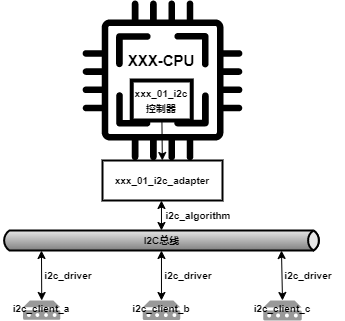 XXX-CPU
xxx_01_i2c
控制器
xxx_01_i2c_adapter
i2c_algorithm
I2C总线
i2c_driver
i2c_driver
i2c_driver
i2c_client_a
i2c_client_b
i2c_client_c